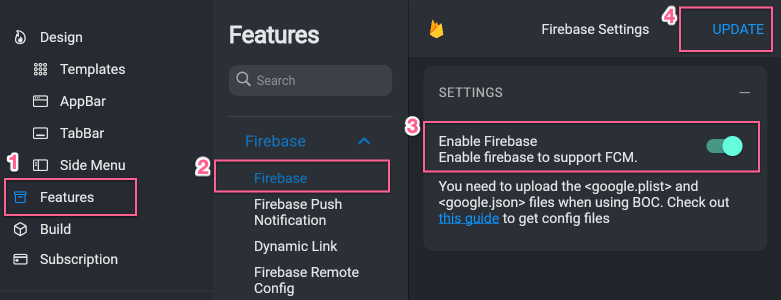 Design
Templates
AppBar
TabBar
Side Menu
1
Features
Build
Subscription
Features
Search
Firebase
2
Firebase
Firebase Push
Notification
Dynamic Link
Firebase Remote
Config
Firebase Settings
4
UPDATE
SETTINGS
3
Enable Firebase
Enable firebase to support FCM.
You need to upload the <google.plist> and
<google.json> files when using BOC. Check out
this guide to get config files